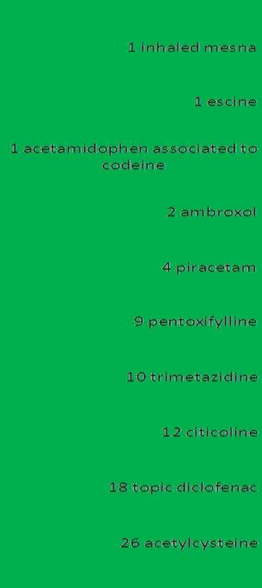 1 inhaled mesna
1 escine
1 acetamidophen associated to
codeine
2 ambroxol
4 piracetam
9 pentoxifylline
10 trimetazidine
12 citicoline
18 topic diclofenac
26 acetylcysteine